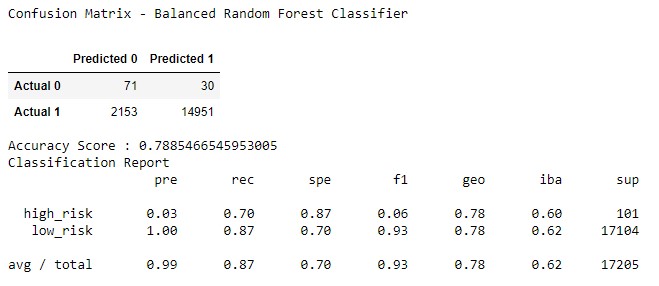 Confusion Matrix - Balanced Random Forest Classifier
Predicted 0 Predicted 1
Actual 0 71 30
Actual 1 2153 14951
Accuracy Score : 0.7885466545953005
Classification Report
pre rec spe f1 geo iba sup
high_risk 0.03 0.70 0.87 0.06 0.78 0.60 101
low_risk 1.00 0.87 0.70 0.93 0.78 0.62 17104
avg / total 0.99 0.87 0.70 0.93 0.78 0.62 17205